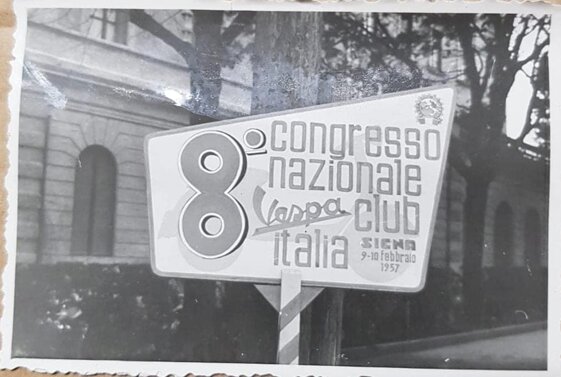 8°
congresso
nazionale
Vespa club
italia
SIENA
9-10 febbraio
1957